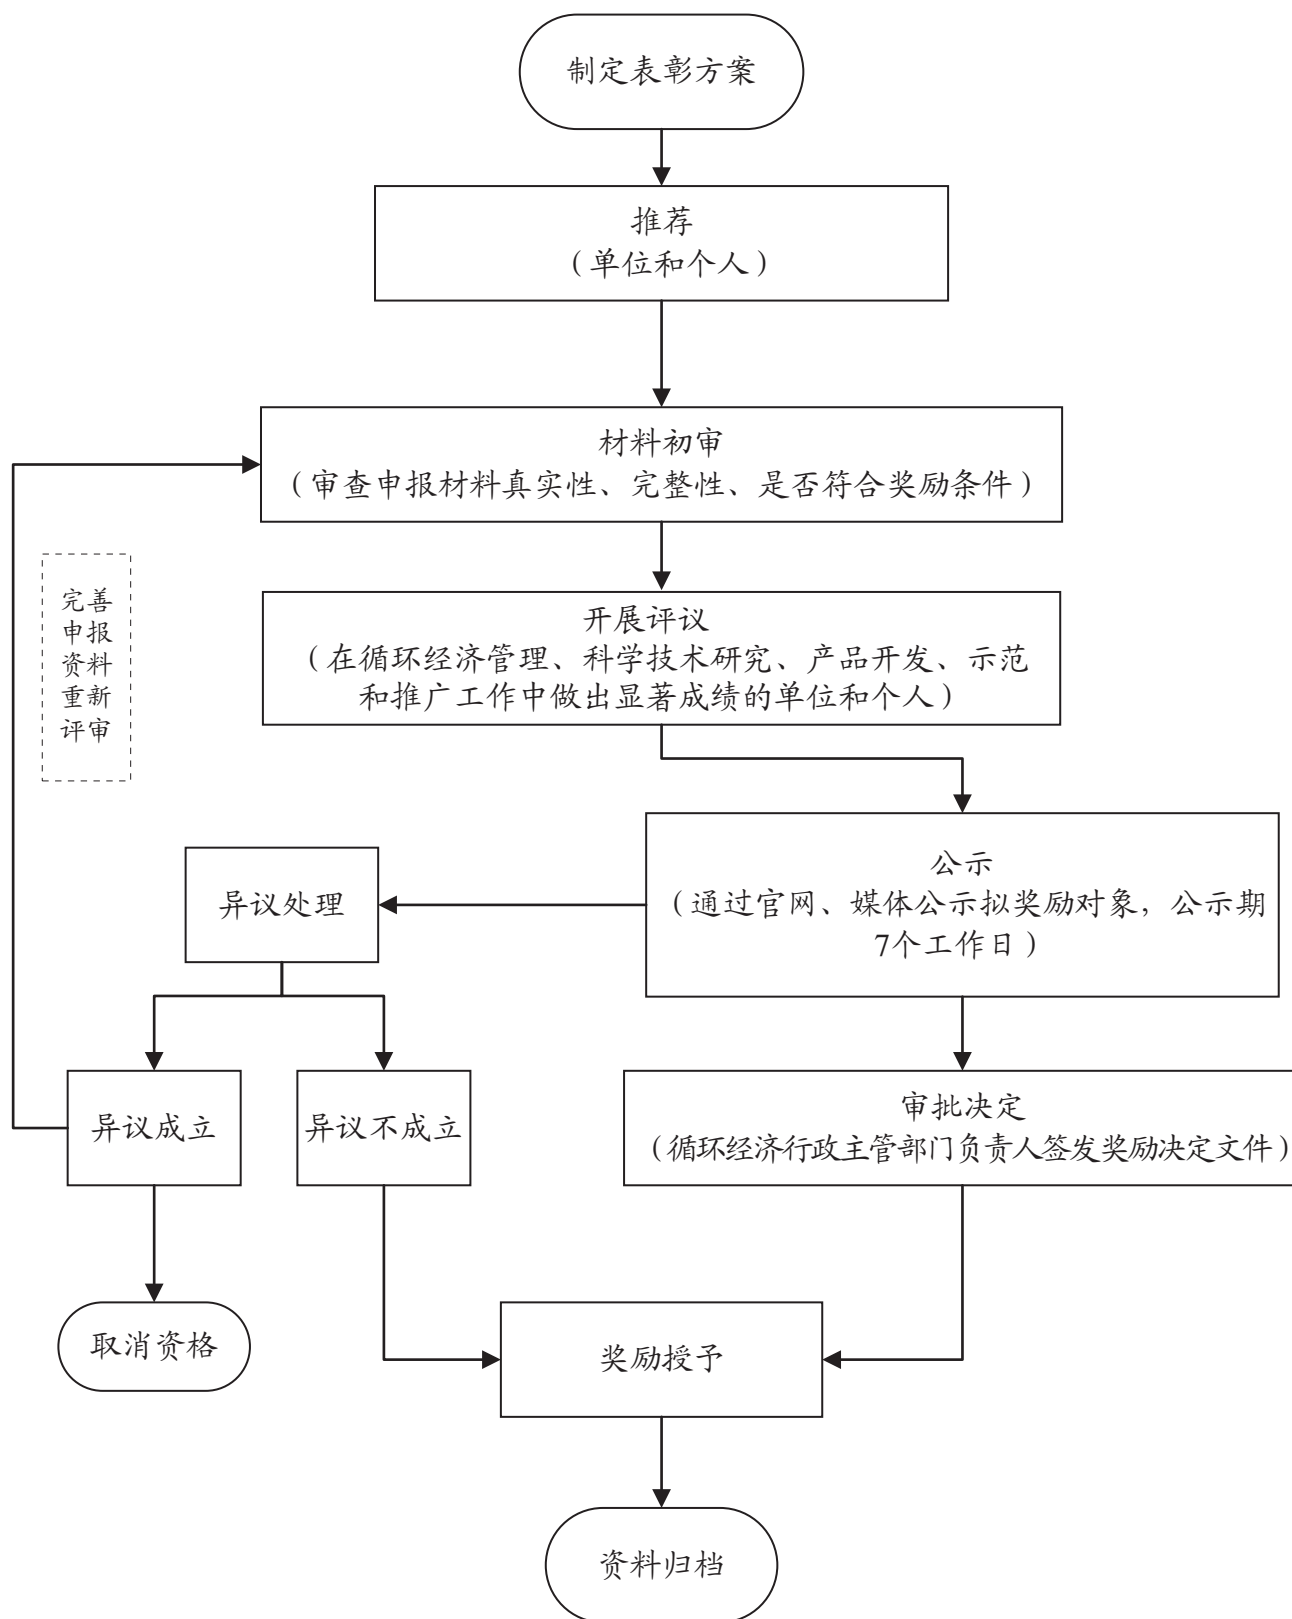 制定表彰方案
推荐
（单位和个人）
材料初审
（审查申报材料真实性、完整性、是否符合奖励条件）
完善
申报
资料
重新
评审
开展评议
（在循环经济管理、科学技术研究、产品开发、示范
和推广工作中做出显著成绩的单位和个人）
公示
（通过官网、媒体公示拟奖励对象，公示期
7个工作日）
异议处理
异议成立
异议不成立
审批决定
（循环经济行政主管部门负责人签发奖励决定文件）
取消资格
奖励授予
资料归档